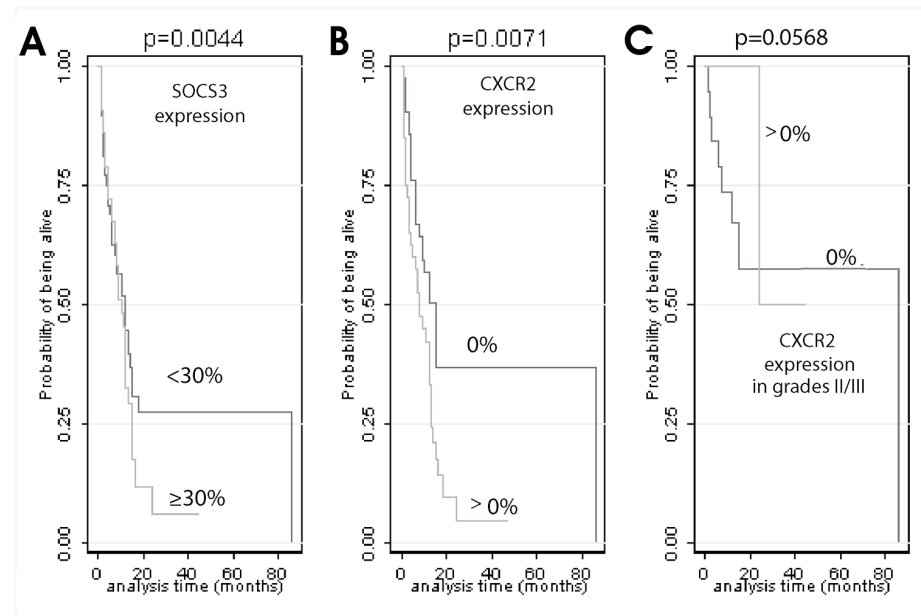 A
p=0.0044
SOCS3
expression
<30%
≥30%
Probability of being alive
1.00
0.75
0.50
0.25
0.00
0
20
40
60
80
analysis time (months)
B
p=0.0071
CXCR2
expression
0%
> 0%
Probability of being alive
1.00
0.75
0.50
0.25
0.00
0
20
40
60
80
analysis time (months)
C
p=0.0568
>0%
0%
CXCR2
expression
in grades II/III
Probability of being alive
1.00
0.75
0.50
0.25
0.00
0
20
40
60
80
analysis time (months)